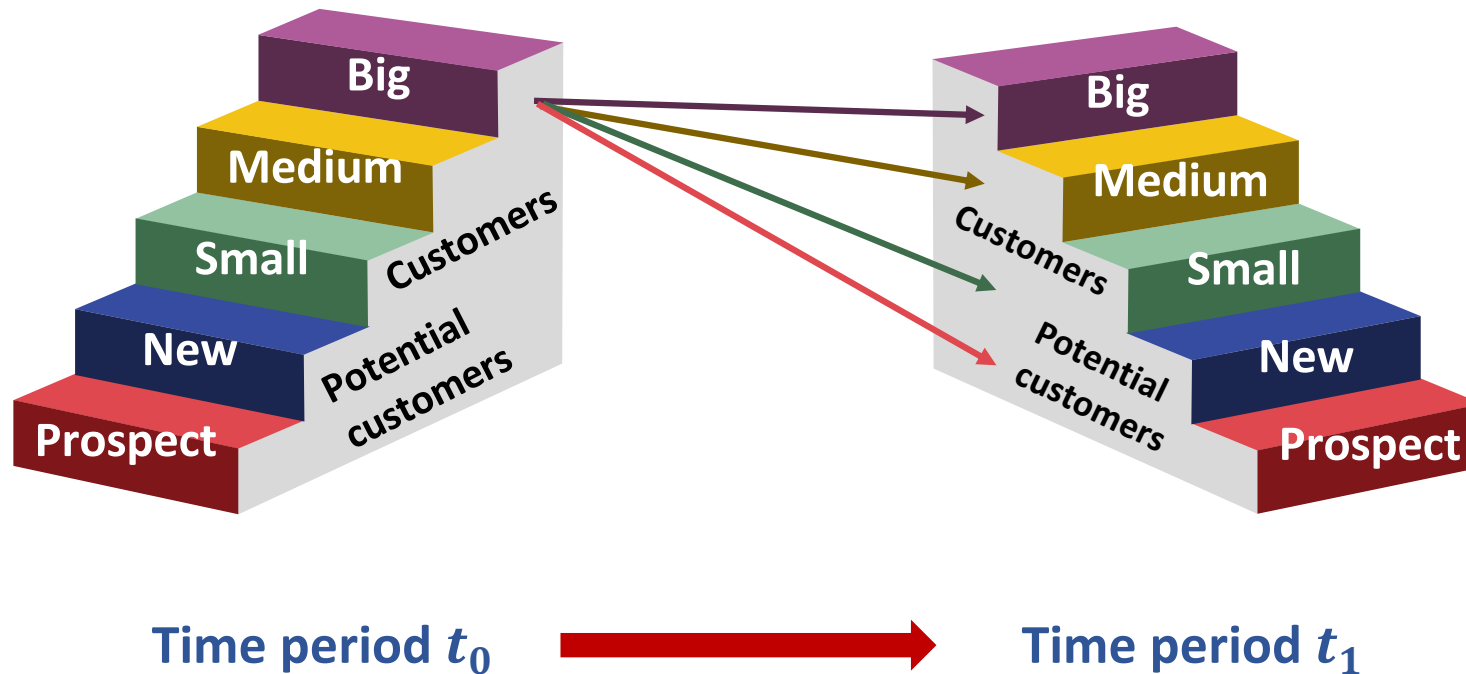 Big
Medium
Small
New
Prospect
Customers
Potential
customers
Big
Medium
Small
New
Prospect
Customers
Potential
customers
Time period t₀
Time period t₁